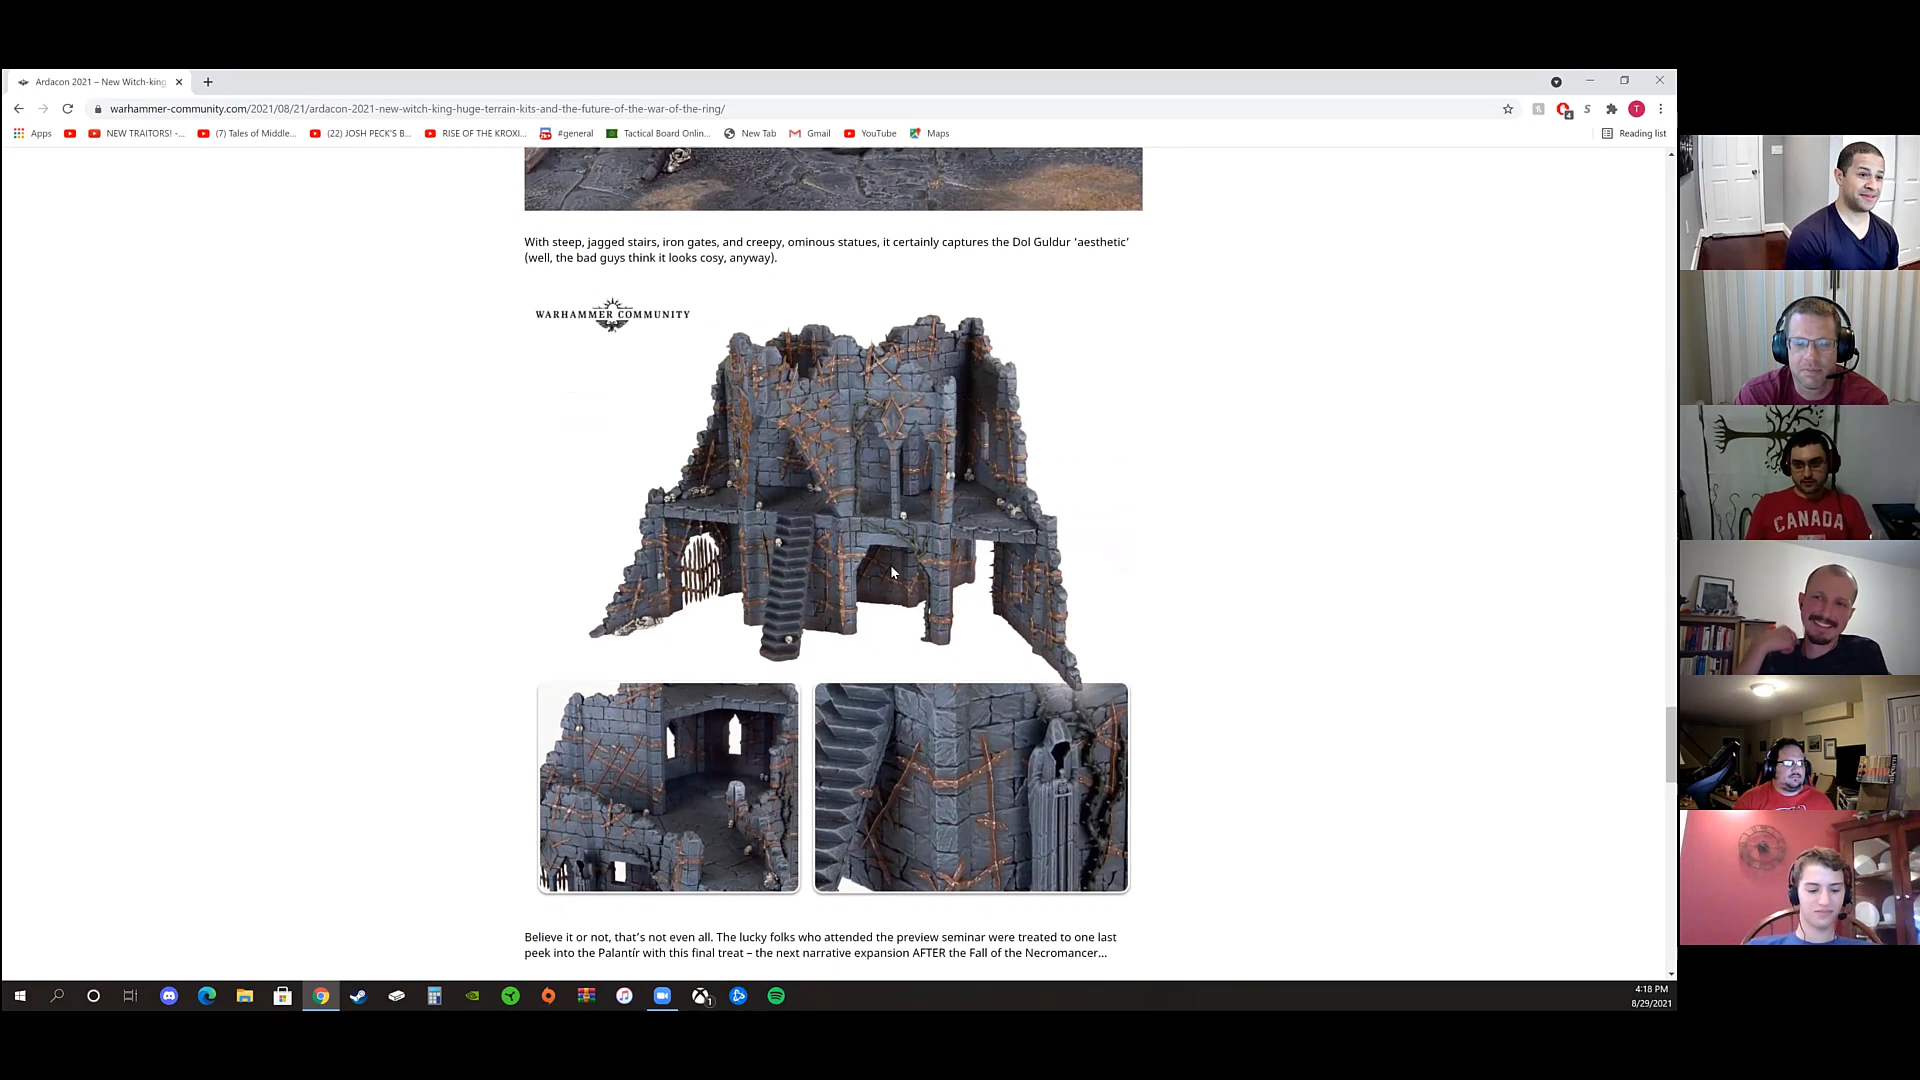 Ardacon 2021 – New Witch-king
warhammer-community.com/2021/08/21/ardacon-2021-new-witch-king-huge-terrain-kits-and-the-future-of-the-war-of-the-ring/
Apps
NEW TRAITORS! -...
(7) Tales of Middle...
(22) JOSH PECK'S B...
RISE OF THE KROXI...
#general
Tactical Board Onlin...
New Tab
Gmail
YouTube
Maps
Reading list
With steep, jagged stairs, iron gates, and creepy, ominous statues, it certainly captures the Dol Guldur ‘aesthetic’
(well, the bad guys think it looks cosy, anyway).
WARHAMMER COMMUNITY
CANADA
Believe it or not, that’s not even all. The lucky folks who attended the preview seminar were treated to one last
peek into the Palantír with this final treat – the next narrative expansion AFTER the Fall of the Necromancer...
4:18 PM
8/29/2021